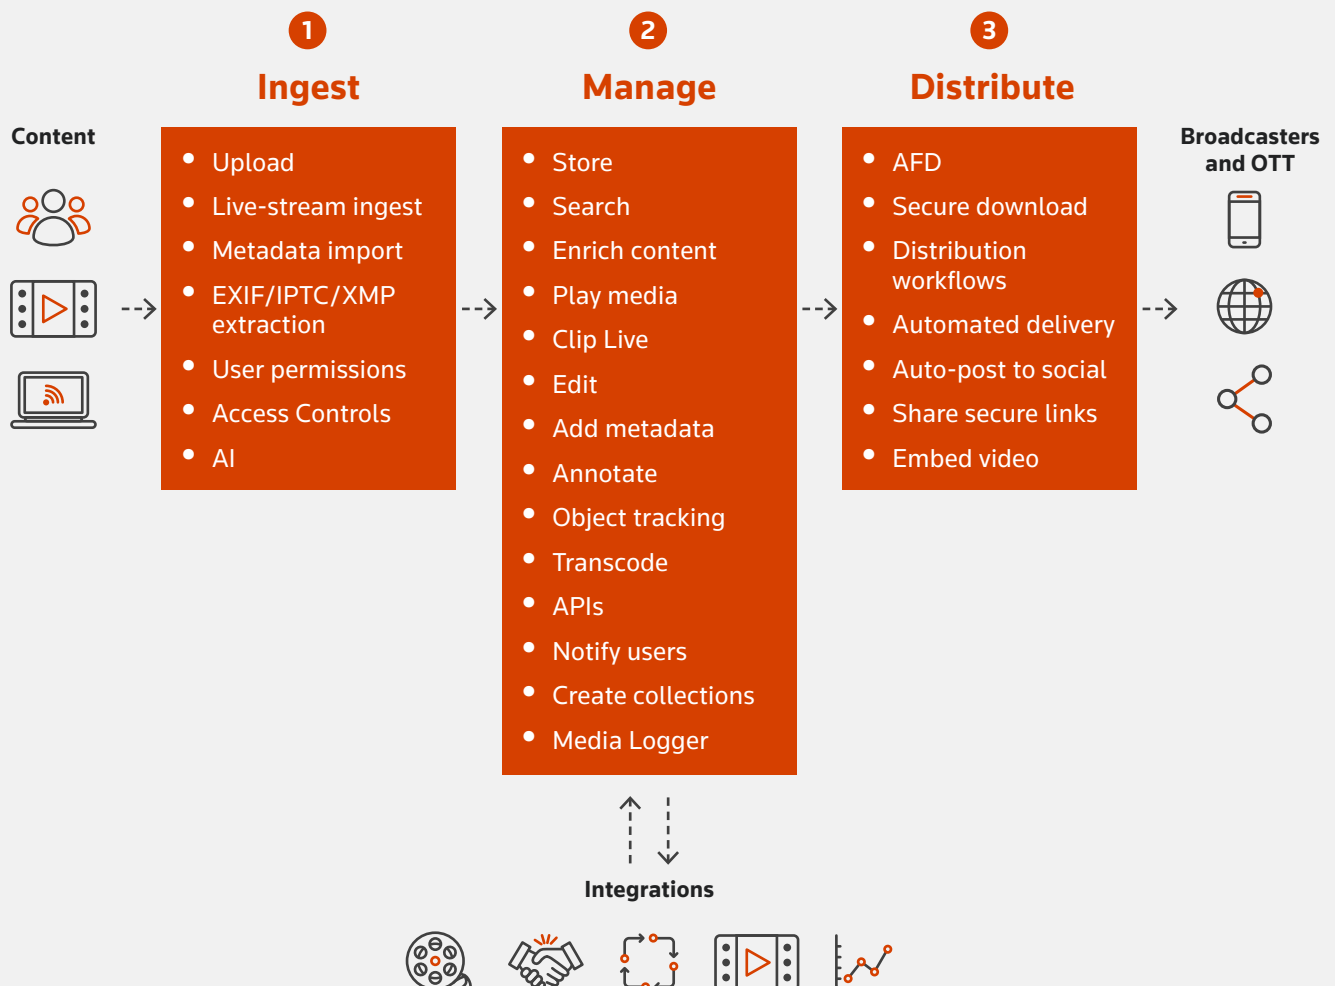 1
Ingest
2
Manage
3
Distribute
Content
• Upload
• Live-stream ingest
• Metadata import
• EXIF/IPTC/XMP
extraction
• User permissions
• Access Controls
• AI
• Store
• Search
• Enrich content
• Play media
• Clip Live
• Edit
• Add metadata
• Annotate
• Object tracking
• Transcode
• APIs
• Notify users
• Create collections
• Media Logger
• AFD
• Secure download
• Distribution
workflows
• Automated delivery
• Auto-post to social
• Share secure links
• Embed video
Broadcasters
and OTT
Integrations